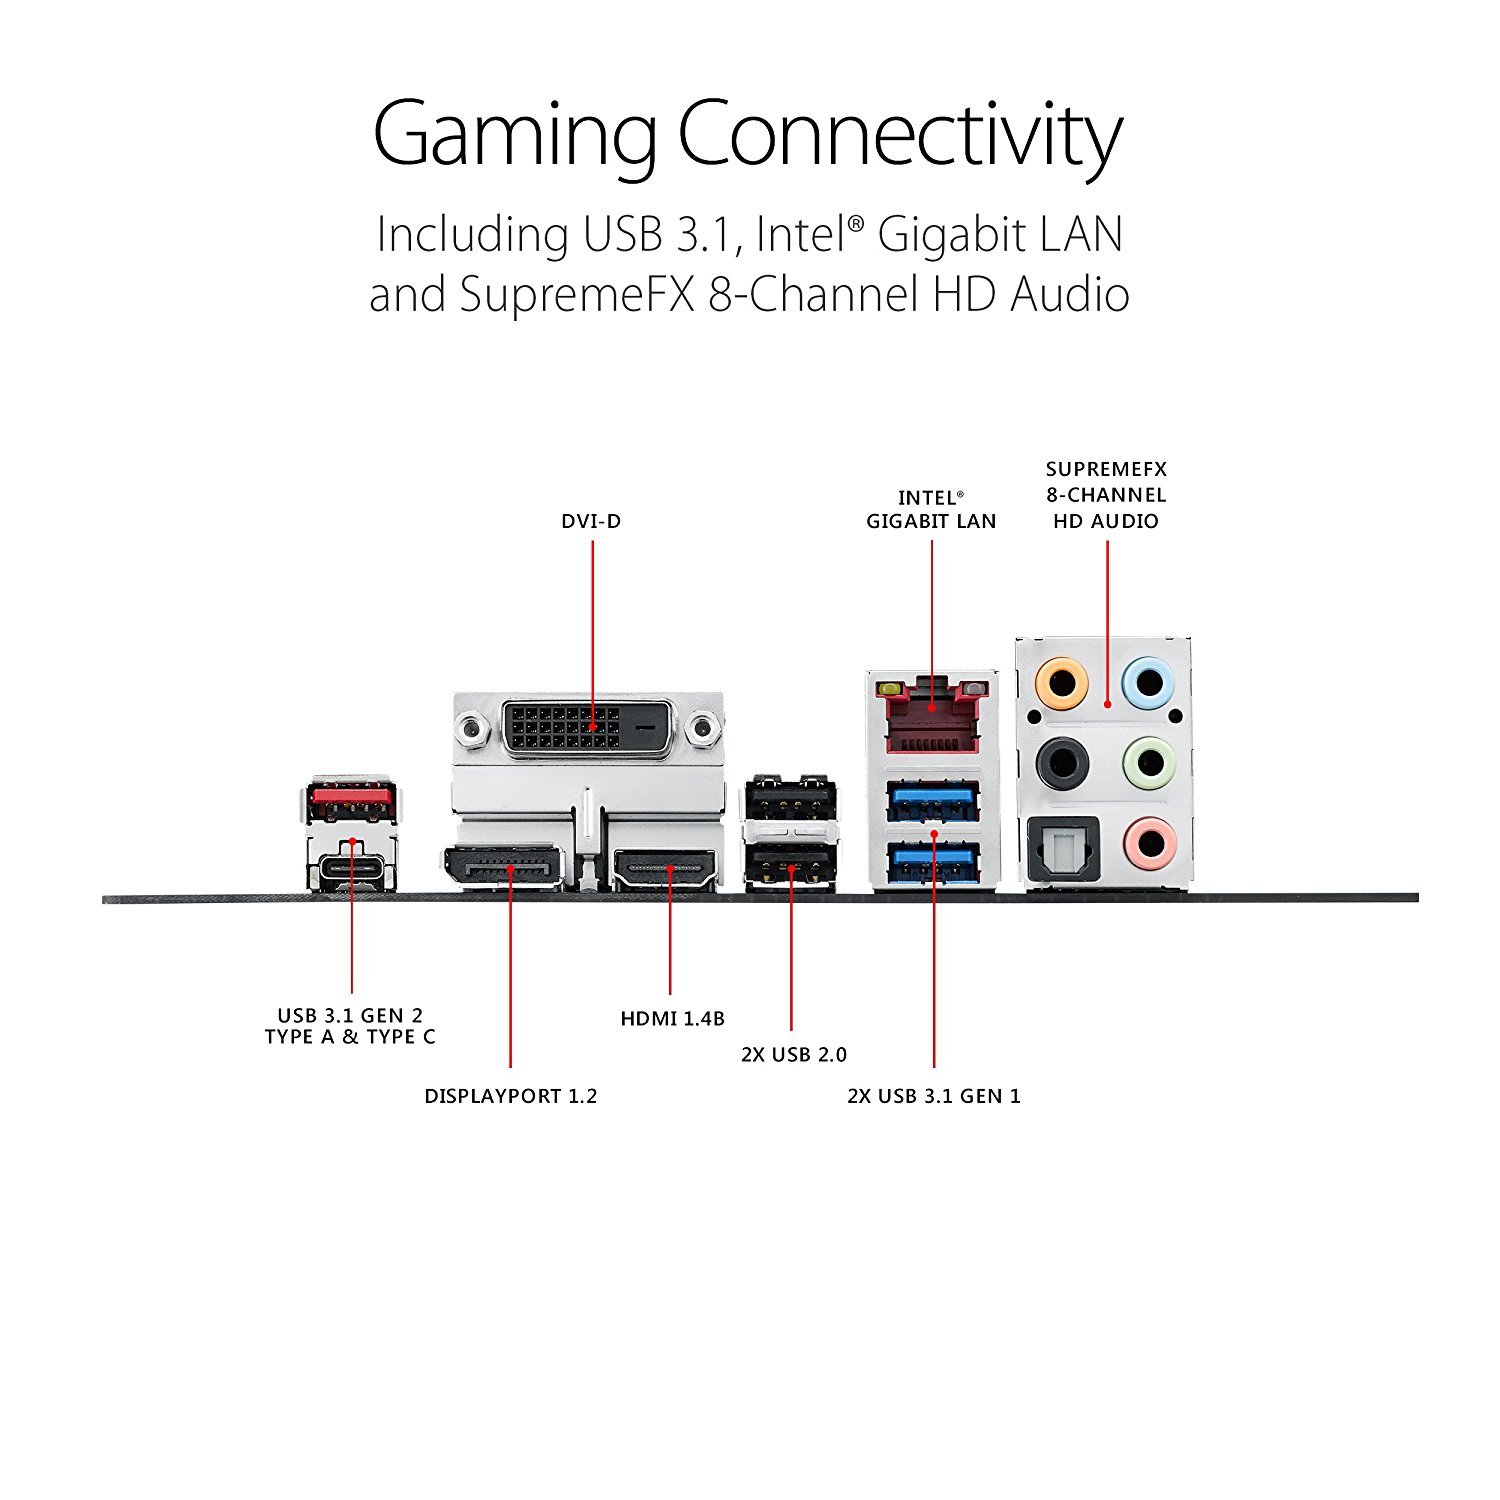 Gaming Connectivity
Including USB 3.1, Intel® Gigabit LAN
and SupremeFX 8-Channel HD Audio
DVI-D
INTEL®
GIGABIT LAN
SUPREMEFX
8-CHANNEL
HD AUDIO
USB 3.1 GEN 2
TYPE A & TYPE C
DISPLAYPORT 1.2
HDMI 1.4B
2X USB 2.0
2X USB 3.1 GEN 1